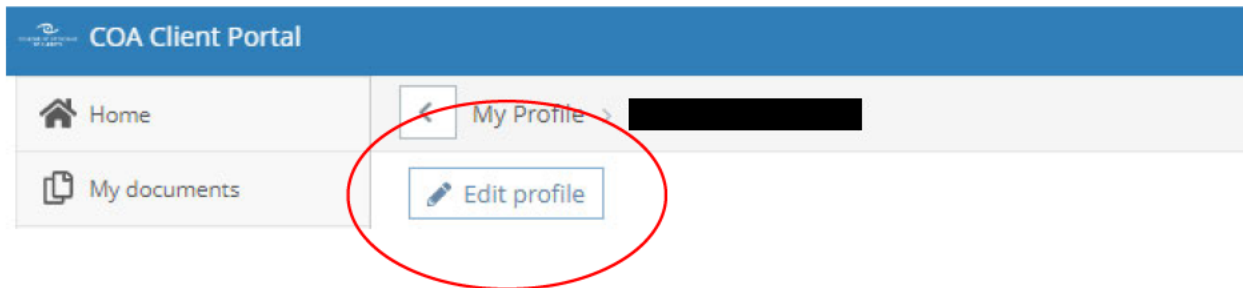 COA Client Portal
Home
My Profile >
My documents
Edit profile